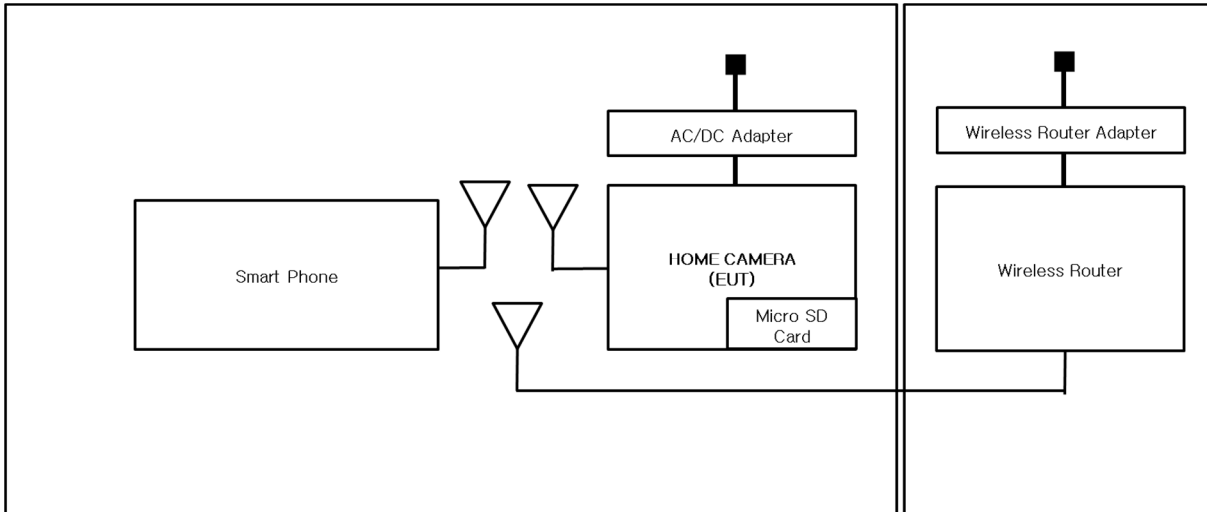 AC/DC Adapter
Wireless Router Adapter
Smart Phone
HOME CAMERA
(EUT)
Wireless Router
Micro SD
Card